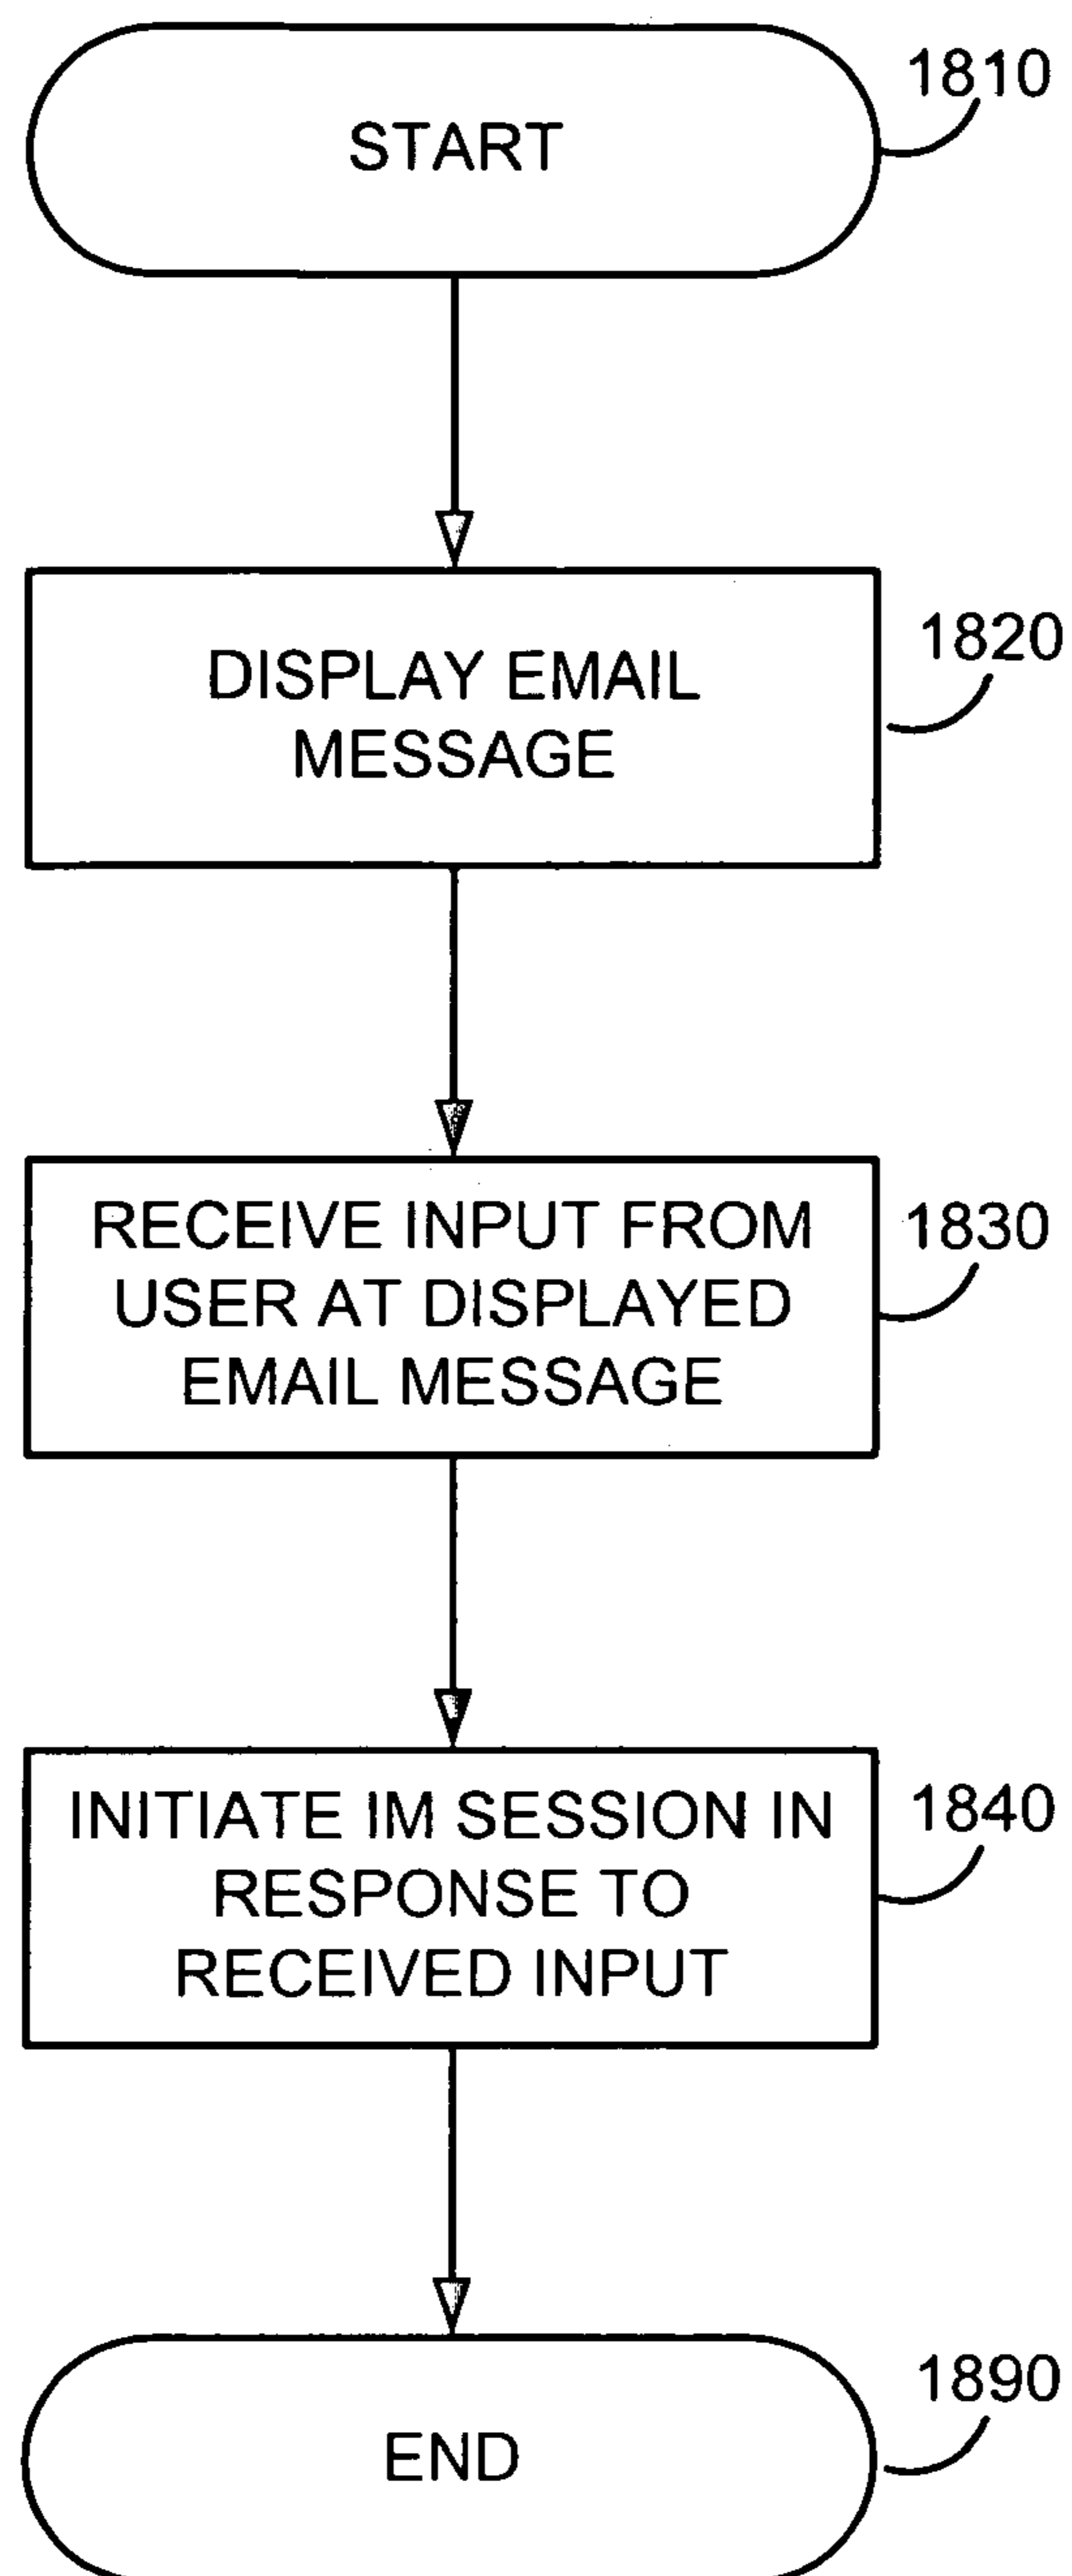 START
1810
DISPLAY EMAIL
MESSAGE
1820
RECEIVE INPUT FROM
USER AT DISPLAYED
EMAIL MESSAGE
1830
INITIATE IM SESSION IN
RESPONSE TO
RECEIVED INPUT
1840
END
1890